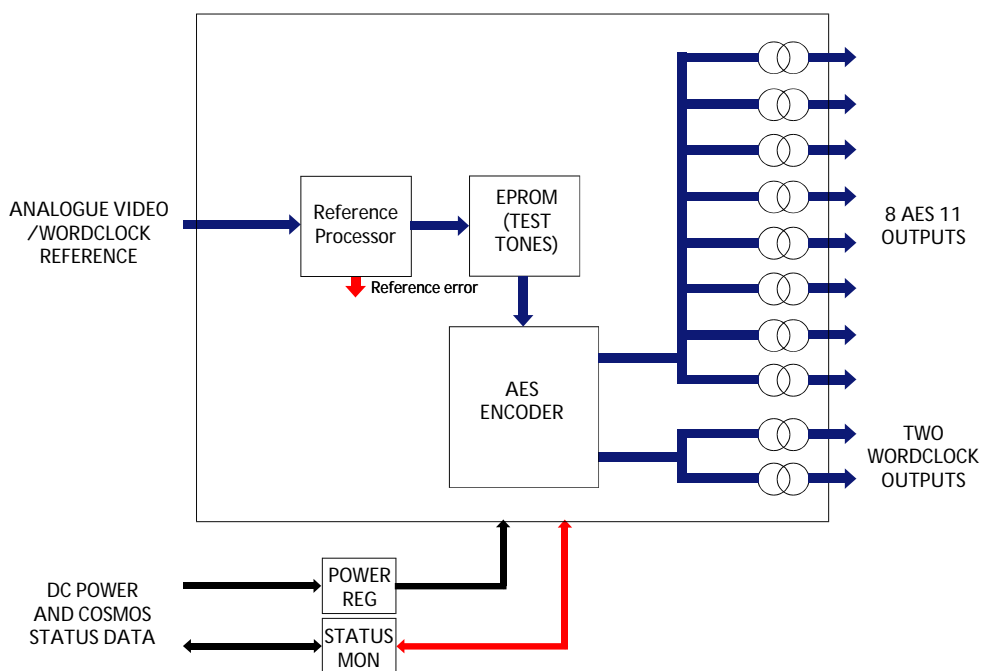 ANALOGUE VIDEO
/WORDCLOCK
REFERENCE
Reference
Processor
Reference error
EPROM
(TEST
TONES)
AES
ENCODER
8 AES 11
OUTPUTS
TWO
WORDCLOCK
OUTPUTS
DC POWER
AND COSMOS
STATUS DATA
POWER
REG
STATUS
MON